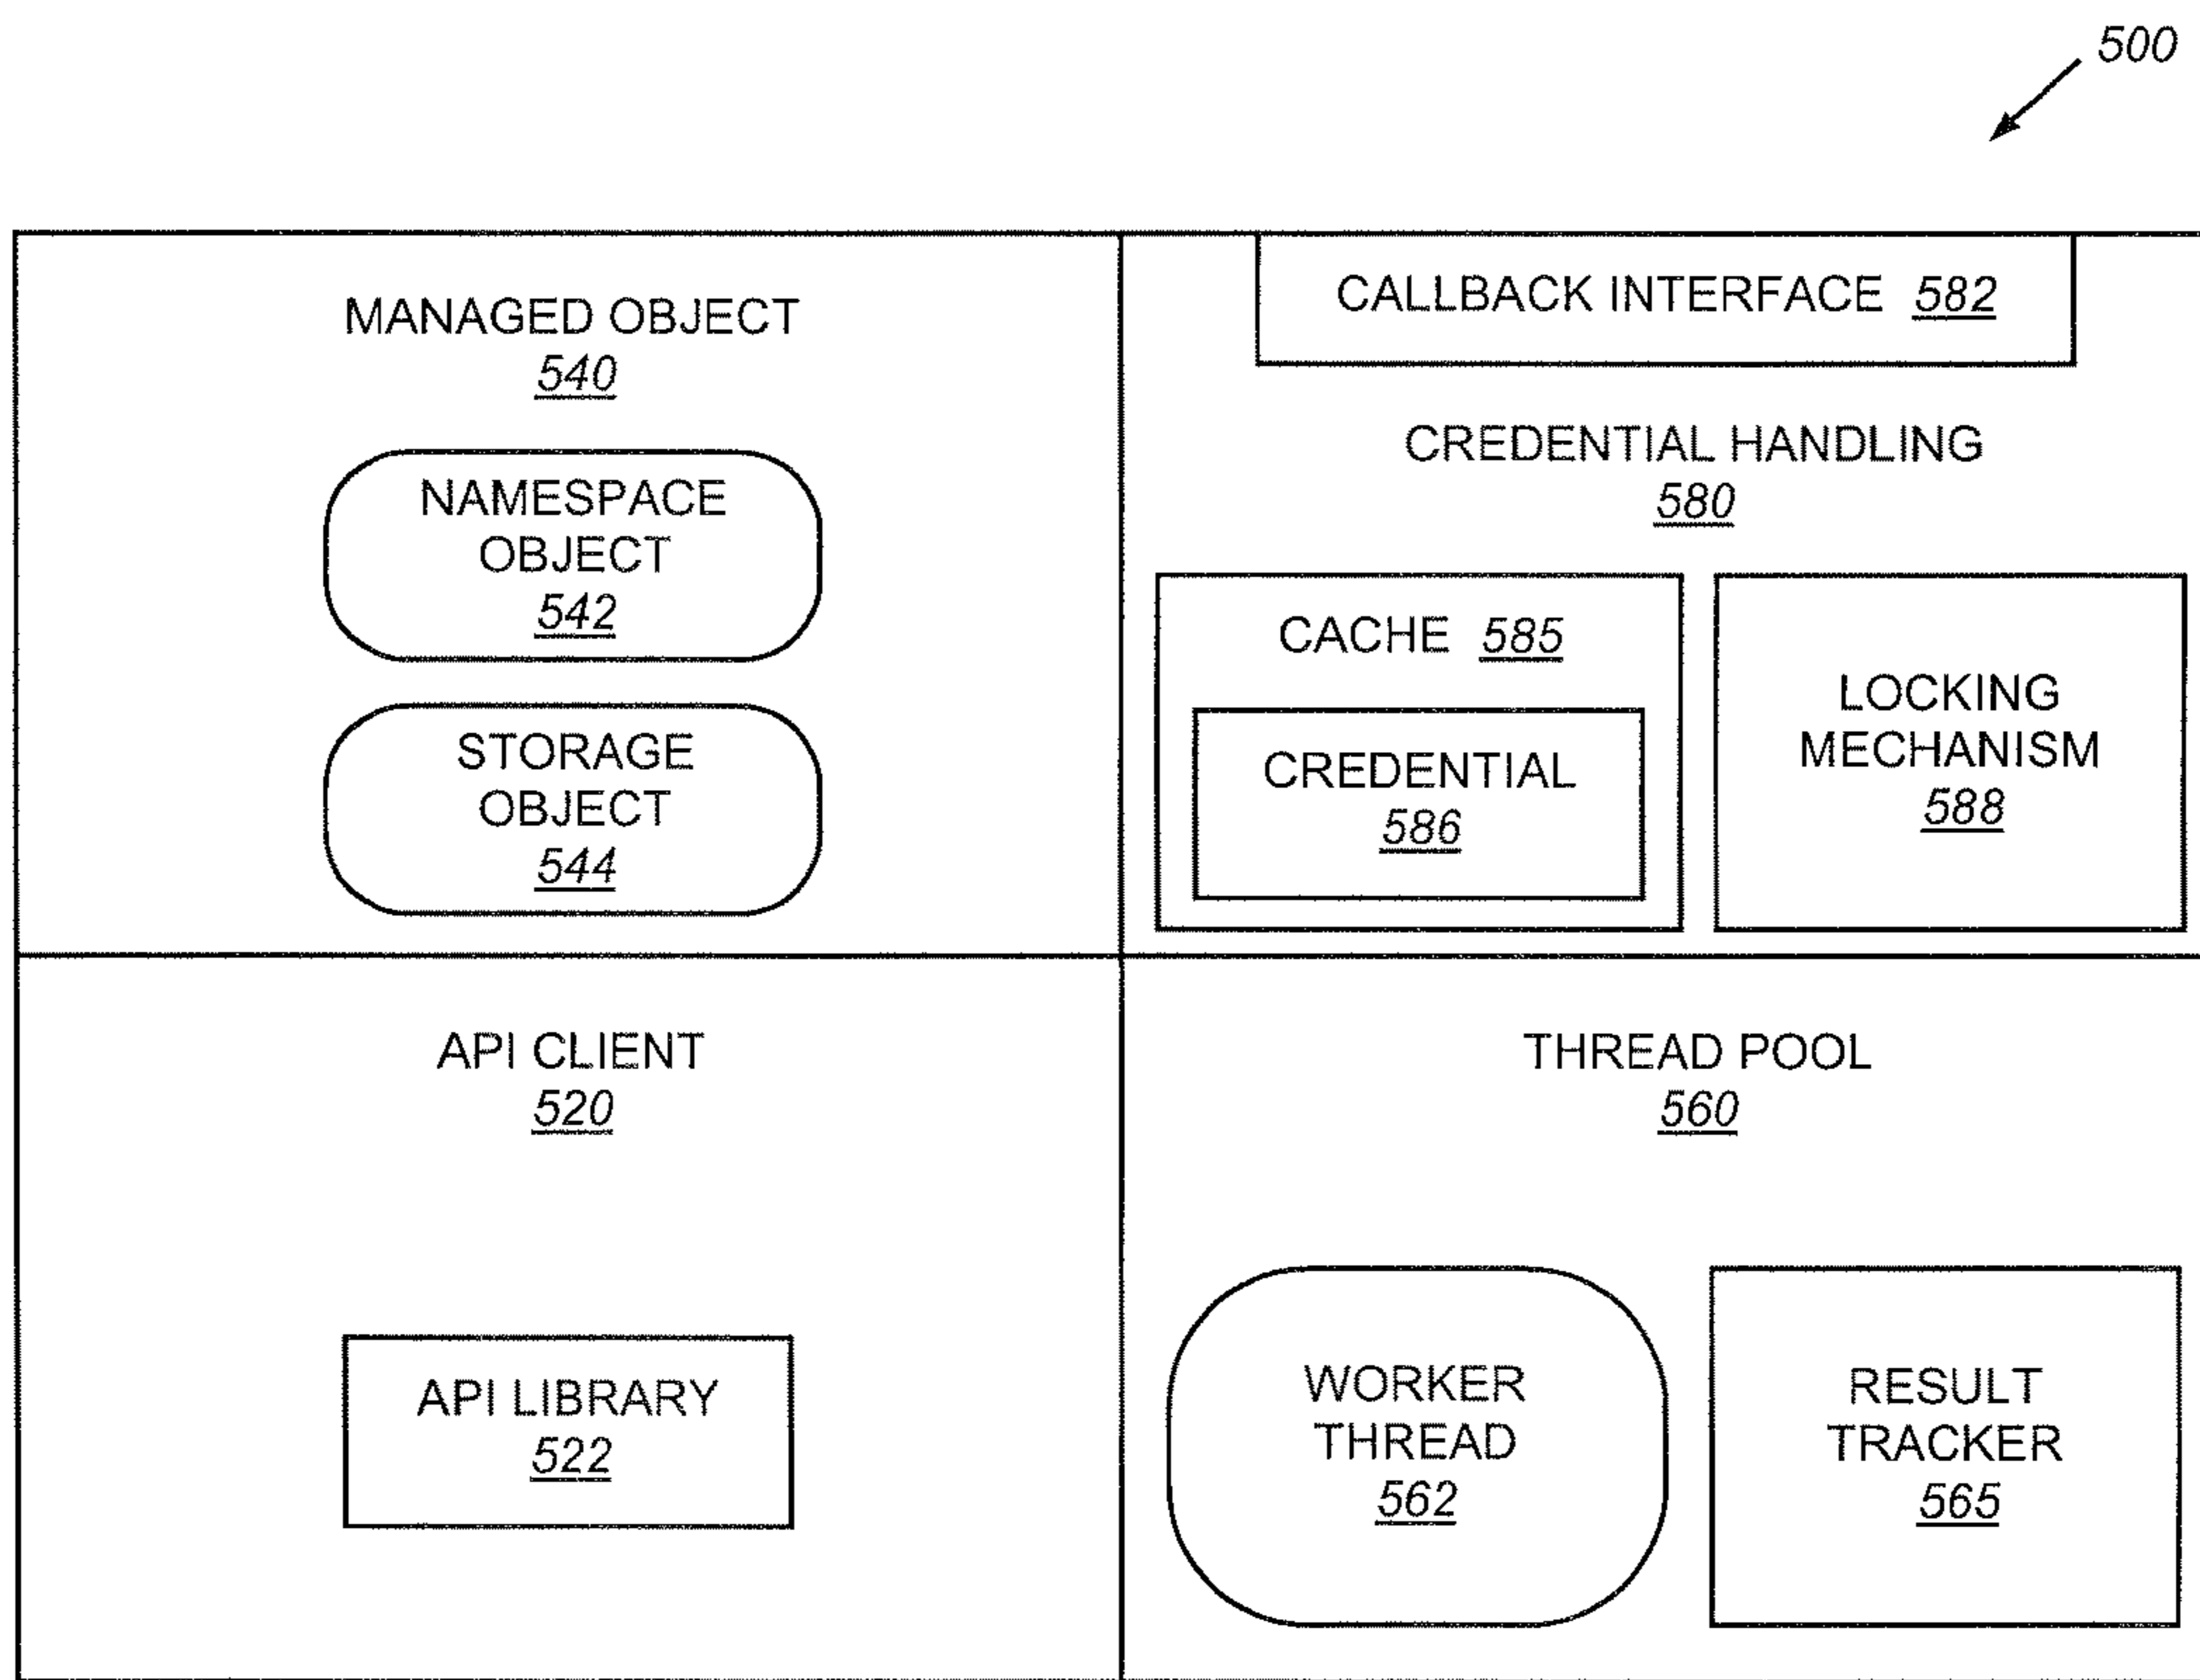 500
MANAGED OBJECT
540
NAMESPACE
OBJECT
542
STORAGE
OBJECT
544
CALLBACK INTERFACE 582
CREDENTIAL HANDLING
580
CACHE 585
CREDENTIAL
586
LOCKING
MECHANISM
588
API CLIENT
520
API LIBRARY
522
THREAD POOL
560
WORKER
THREAD
562
RESULT
TRACKER
565